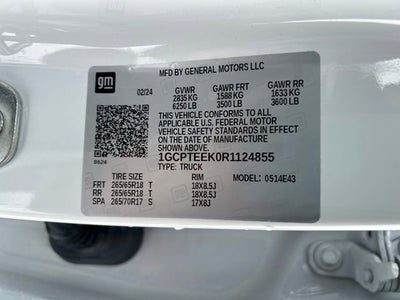 gm
MFD BY GENERAL MOTORS LLC
02/24 GVWR GAWR FRT GAWR RR
2835 KG 1588 KG 1633 KG
6250 LB 3500 LB 3600 LB
THIS VEHICLE CONFORMS TO ALL
APPLICABLE U.S. FEDERAL MOTOR
VEHICLE SAFETY STANDARDS IN EFFECT
ON THE DATE OF MANUFACTURE SHOWN ABOVE.
1GCPTEEK0R1124855
TYPE: TRUCK
0624
TIRE SIZE RIM MODEL: 0514E43
FRT 265/65R18 T 18X8.5J
RR 265/65R18 T 18X8.5J
SPA 265/70R17 S 17X8J